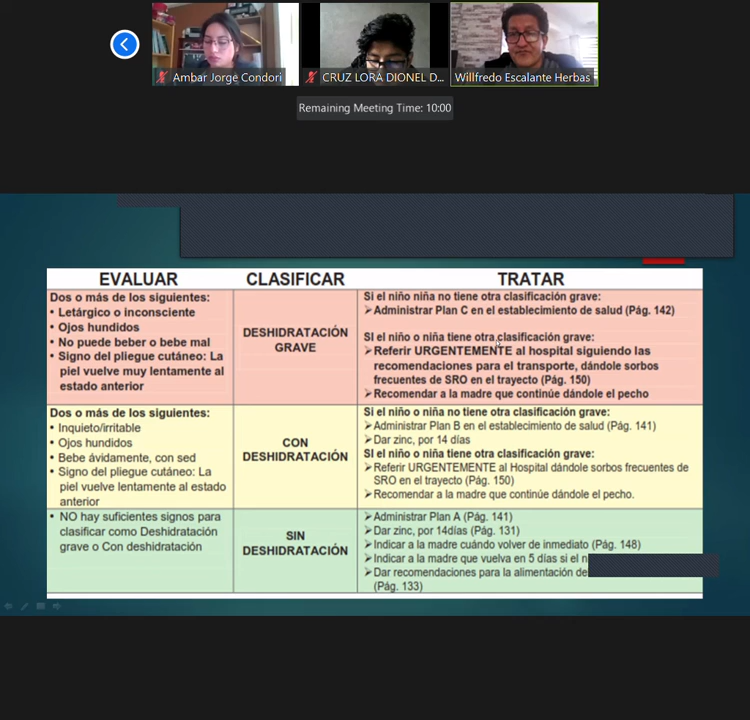 Ambar Jorge Condori
CRUZ LORA DIONEL D...
Willfredo Escalante Herbas
Remaining Meeting Time: 10:00
EVALUAR
CLASIFICAR
TRATAR
Dos o más de los siguientes:
• Letárgico o inconsciente
• Ojos hundidos
• No puede beber o bebe mal
• Signo del pliegue cutáneo: La
piel vuelve muy lentamente al
estado anterior
DESHIDRATACIÓN
GRAVE
Si el niño niña no tiene otra clasificación grave:
➢Administrar Plan C en el establecimiento de salud (Pág. 142)
SI el niño o niña tiene otra clasificación grave:
➢Referir URGENTEMENTE al hospital siguiendo las
recomendaciones para el transporte, dándole sorbos
frecuentes de SRO en el trayecto (Pág. 150)
➢Recomendar a la madre que continúe dándole el pecho
Dos o más de los siguientes:
• Inquieto/irritable
• Ojos hundidos
• Bebe ávidamente, con sed
• Signo del pliegue cutáneo: La
piel vuelve lentamente al estado
anterior
CON
DESHIDRATACIÓN
Si el niño o niña no tiene otra clasificación grave:
➢Administrar Plan B en el establecimiento de salud (Pág. 141)
➢Dar zinc, por 14 días
Si el niño o niña tiene otra clasificación grave:
➢Referir URGENTEMENTE al Hospital dándole sorbos frecuentes de
SRO en el trayecto (Pág. 150)
➢Recomendar a la madre que continúe dándole el pecho.
• NO hay suficientes signos para
clasificar como Deshidratación
grave o Con deshidratación
SIN
DESHIDRATACIÓN
➢Administrar Plan A (Pág. 141)
➢Dar zinc, por 14días (Pág. 131)
➢Indicar a la madre cuándo volver de inmediato (Pág. 148)
➢Indicar a la madre que vuelva en 5 días si el
➢Dar recomendaciones para la alimentación
(Pág. 133)